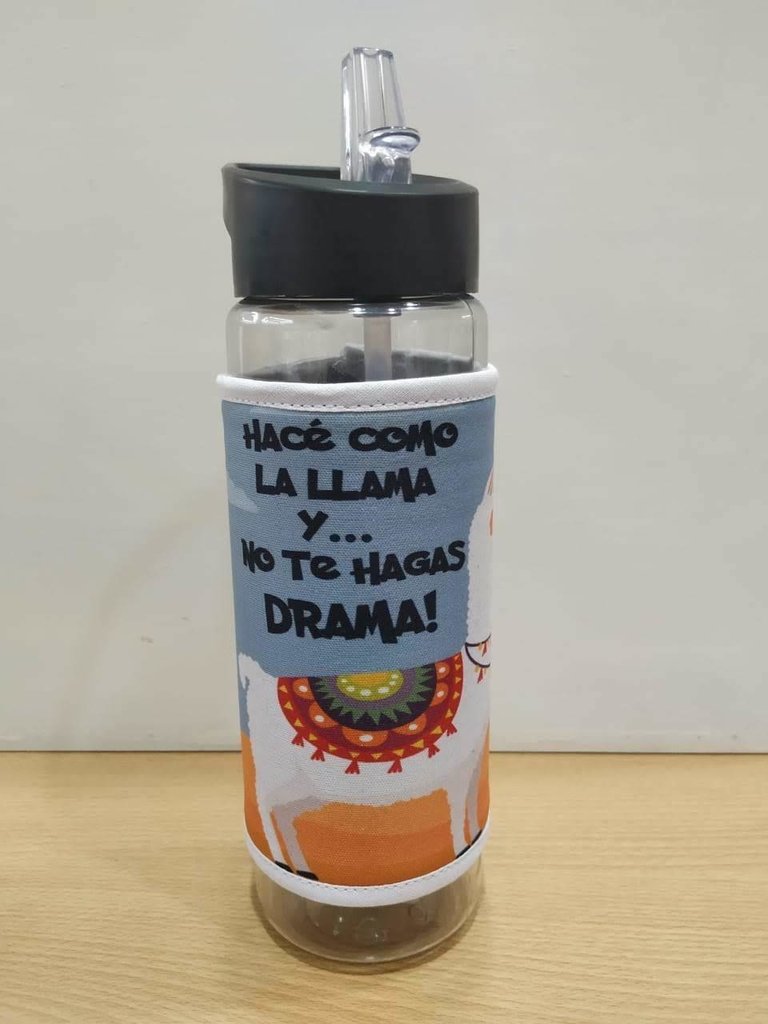 HACÉ COMO
LA LLAMA
Y...
NO TE HAGAS
DRAMA!